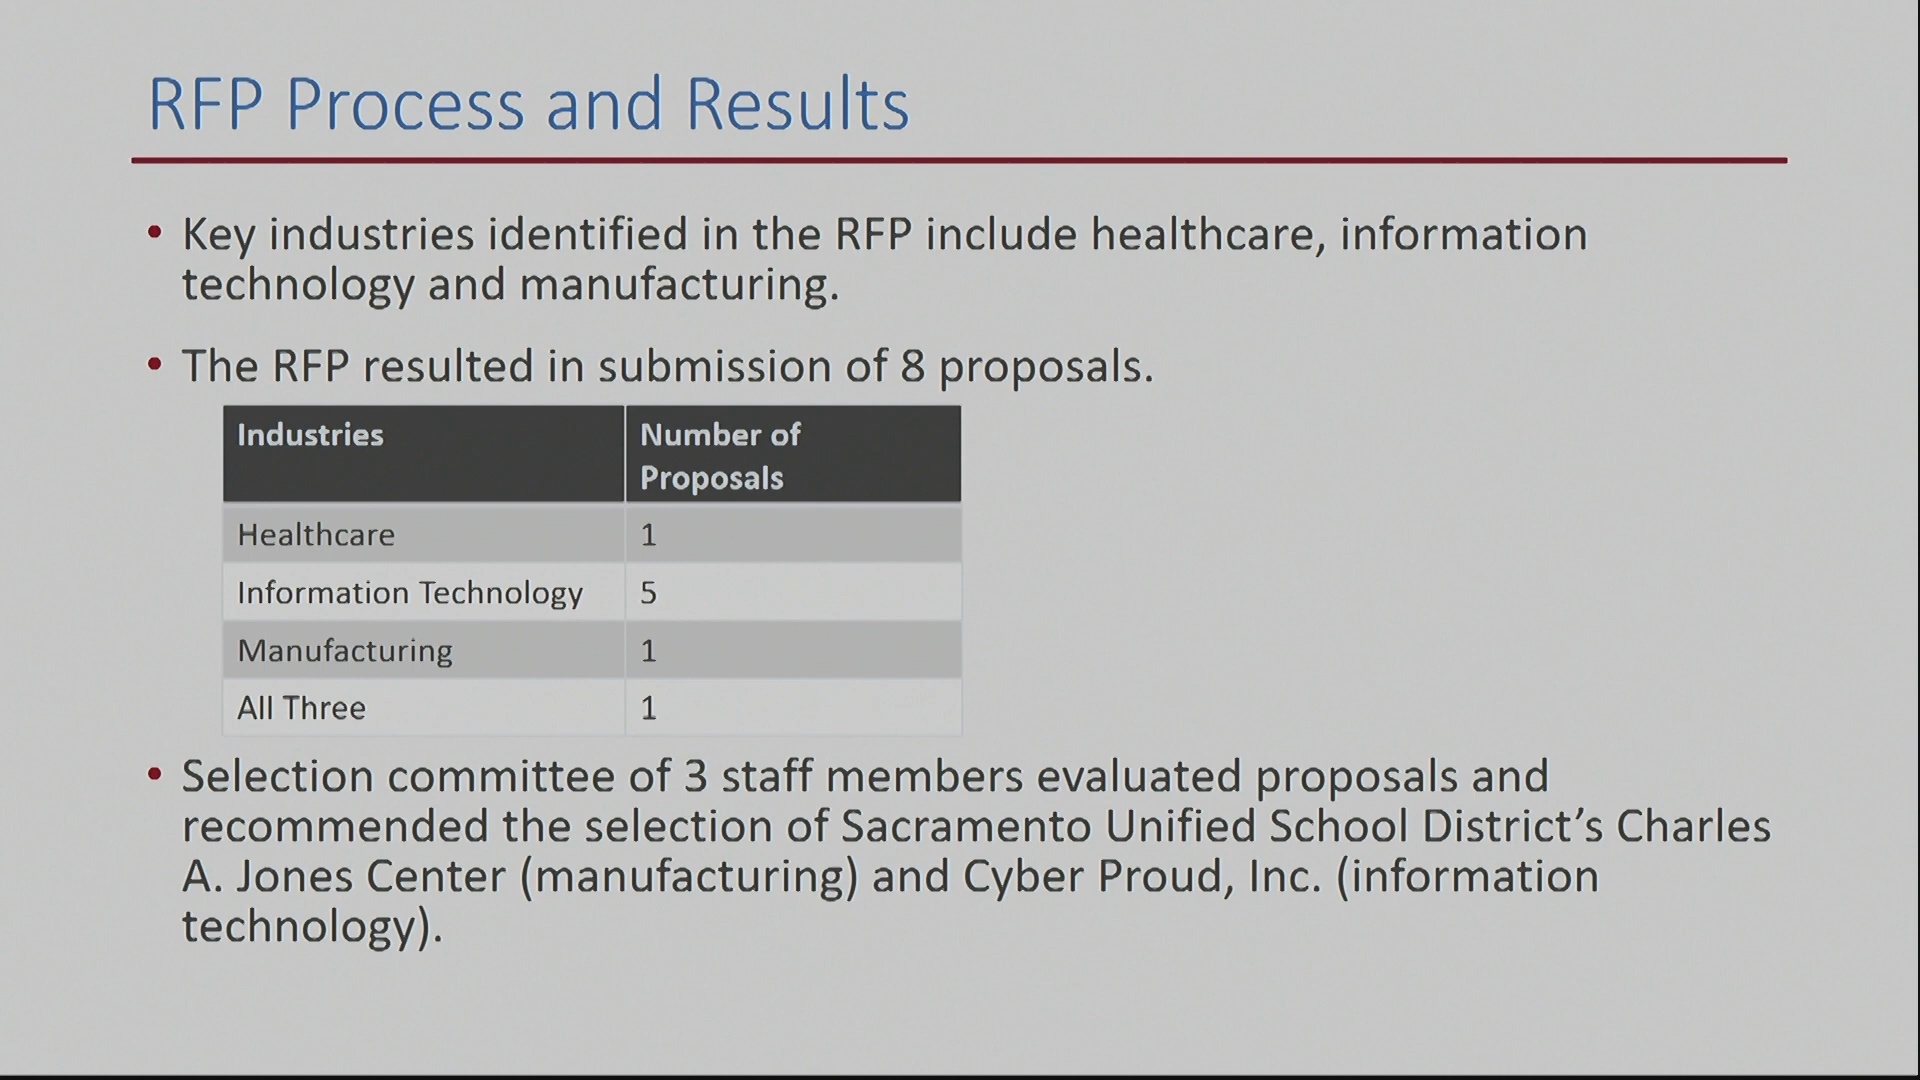 RFP Process and Results
• Key industries identified in the RFP include healthcare, information
technology and manufacturing.
• The RFP resulted in submission of 8 proposals.
Industries Number of
Proposals
Healthcare 1
Information Technology 5
Manufacturing 1
All Three 1
• Selection committee of 3 staff members evaluated proposals and
recommended the selection of Sacramento Unified School District’s Charles
A. Jones Center (manufacturing) and Cyber Proud, Inc. (information
technology).